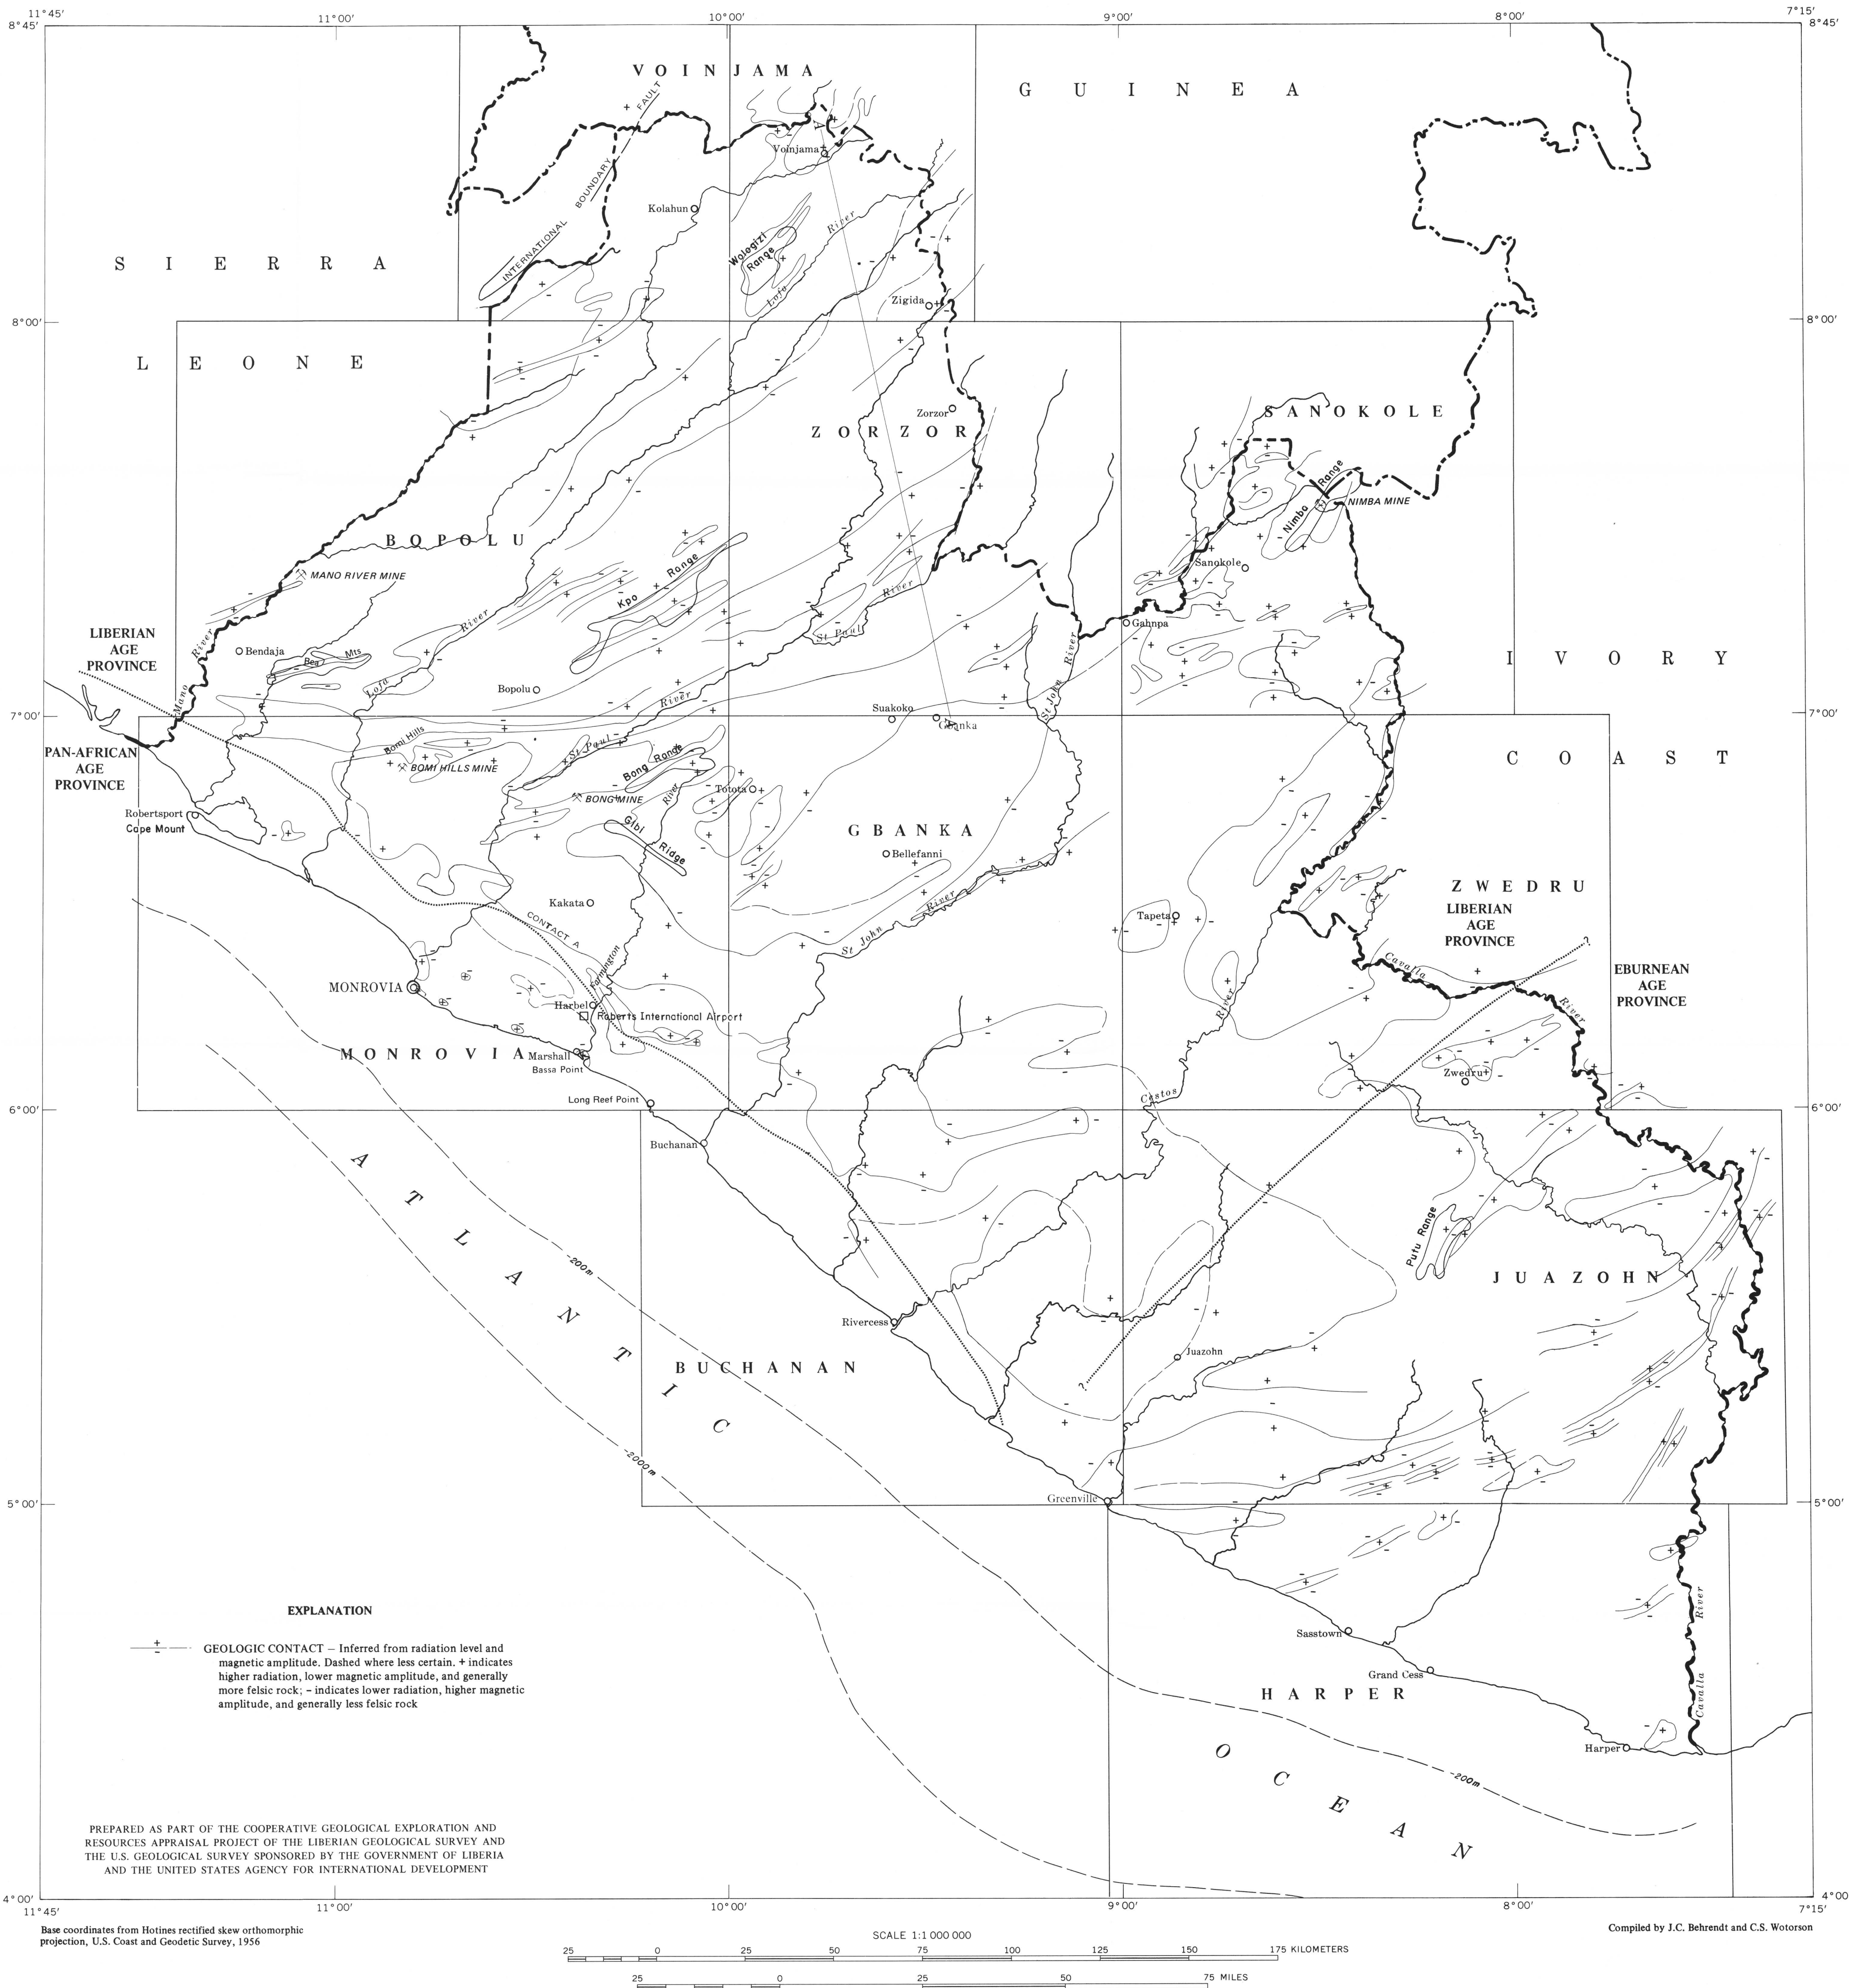 11°45′
11°00′
10°00′
9°00′
8°00′
7°15′
8°45′
8°45′
VOINJAMA
GUINEA
INTERNATIONAL BOUNDARY FAULT
A′
Voinjama
Kolahun
Wologizi
Range
Lofa River
SIERRA
LEONE
Zigida
8°00′
8°00′
Zorzor
ZORZOR
SANOKOLE
Nimba Range
NIMBA MINE
BOPOLU
MANO RIVER MINE
Kpo Range
Sanokole
LIBERIAN
AGE
PROVINCE
Mano River
Bendaja
Bea Mts
Lofa River
St Paul River
Gahnpa
St John River
IVORY
COAST
Bopolu
St Paul River
Suakoko
Gbanka
A
7°00′
7°00′
PAN-AFRICAN
AGE
PROVINCE
Bomi Hills
BOMI HILLS MINE
Bong Range
BONG MINE
River
Totota
Robertsport
Cape Mount
Gibi Ridge
GBANKA
Bellefanni
Kakata
CONTACT A
St John River
Tapeta
ZWEDRU
LIBERIAN
AGE
PROVINCE
Cavalla River
?
EBURNEAN
AGE
PROVINCE
MONROVIA
Farmington
Harbel
Roberts International Airport
MONROVIA
Marshall
Bassa Point
Long Reef Point
Cestos River
Zwedru
6°00′
6°00′
Buchanan
ATLANTIC
-200m
-2000m
Putu Range
JUAZOHN
Rivercess
BUCHANAN
Juazohn
?
Greenville
5°00′
5°00′
Sasstown
Grand Cess
HARPER
Cavalla River
Harper
OCEAN
-200m
EXPLANATION
+
−
GEOLOGIC CONTACT — Inferred from radiation level and
magnetic amplitude. Dashed where less certain. + indicates
higher radiation, lower magnetic amplitude, and generally
more felsic rock; − indicates lower radiation, higher magnetic
amplitude, and generally less felsic rock
PREPARED AS PART OF THE COOPERATIVE GEOLOGICAL EXPLORATION AND
RESOURCES APPRAISAL PROJECT OF THE LIBERIAN GEOLOGICAL SURVEY AND
THE U.S. GEOLOGICAL SURVEY SPONSORED BY THE GOVERNMENT OF LIBERIA
AND THE UNITED STATES AGENCY FOR INTERNATIONAL DEVELOPMENT
4°00′
4°00
11°45′
11°00′
10°00′
9°00′
8°00′
7°15′
Base coordinates from Hotines rectified skew orthomorphic
projection, U.S. Coast and Geodetic Survey, 1956
Compiled by J.C. Behrendt and C.S. Wotorson
SCALE 1:1 000 000
25 0 25 50 75 100 125 150 175 KILOMETERS
25 0 25 50 75 MILES